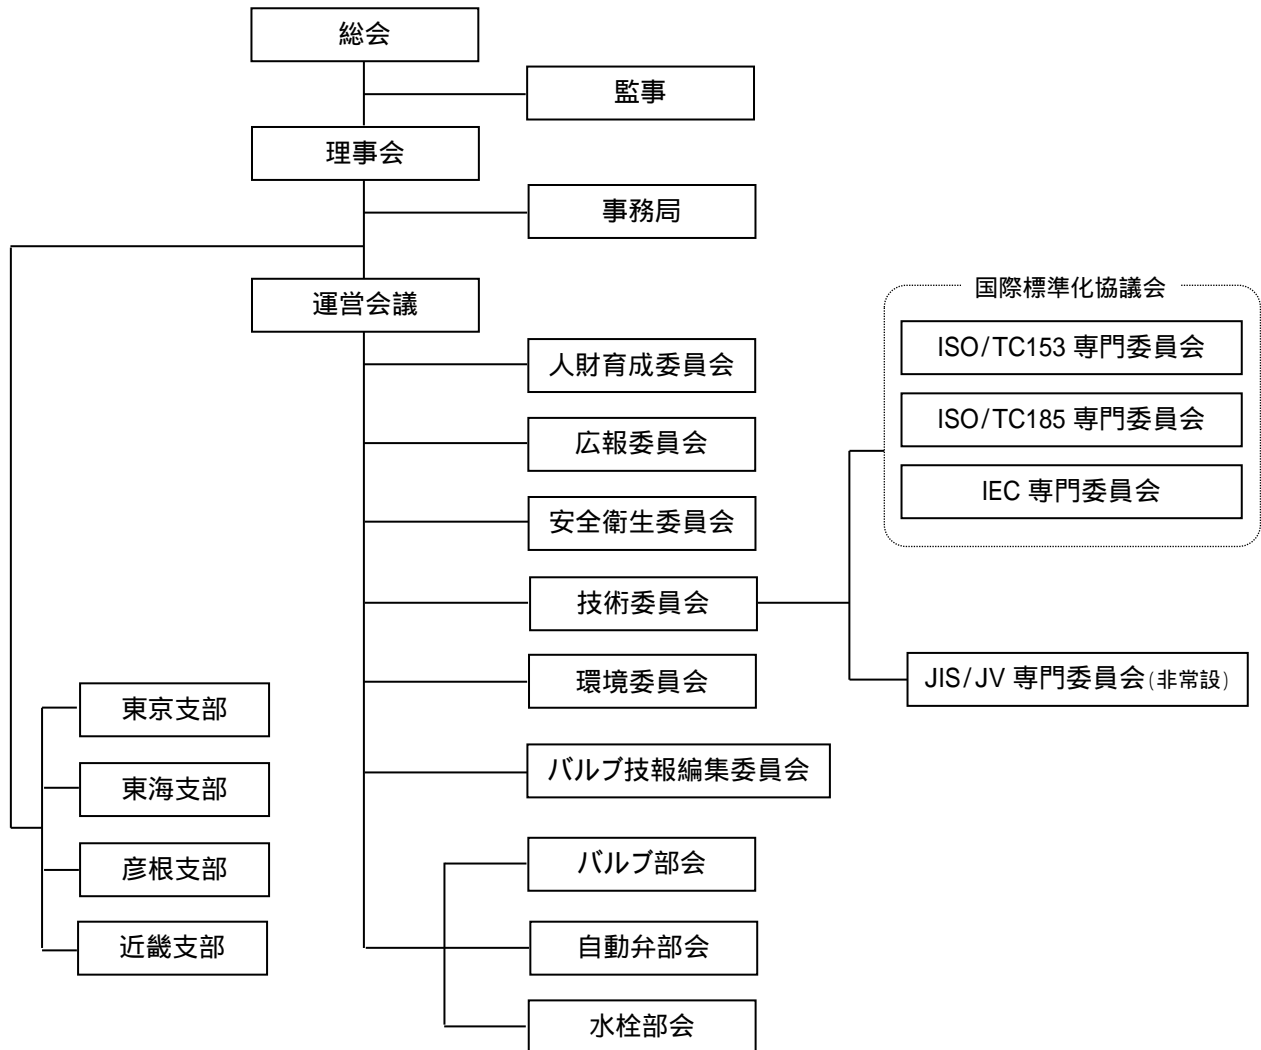 総会
監事
理事会
事務局
運営会議
国際標準化協議会
ISO/TC153 専門委員会
ISO/TC185 専門委員会
IEC 専門委員会
人財育成委員会
広報委員会
安全衛生委員会
技術委員会
JIS/JV 専門委員会(非常設)
環境委員会
バルブ技報編集委員会
東京支部
東海支部
彦根支部
近畿支部
バルブ部会
自動弁部会
水栓部会